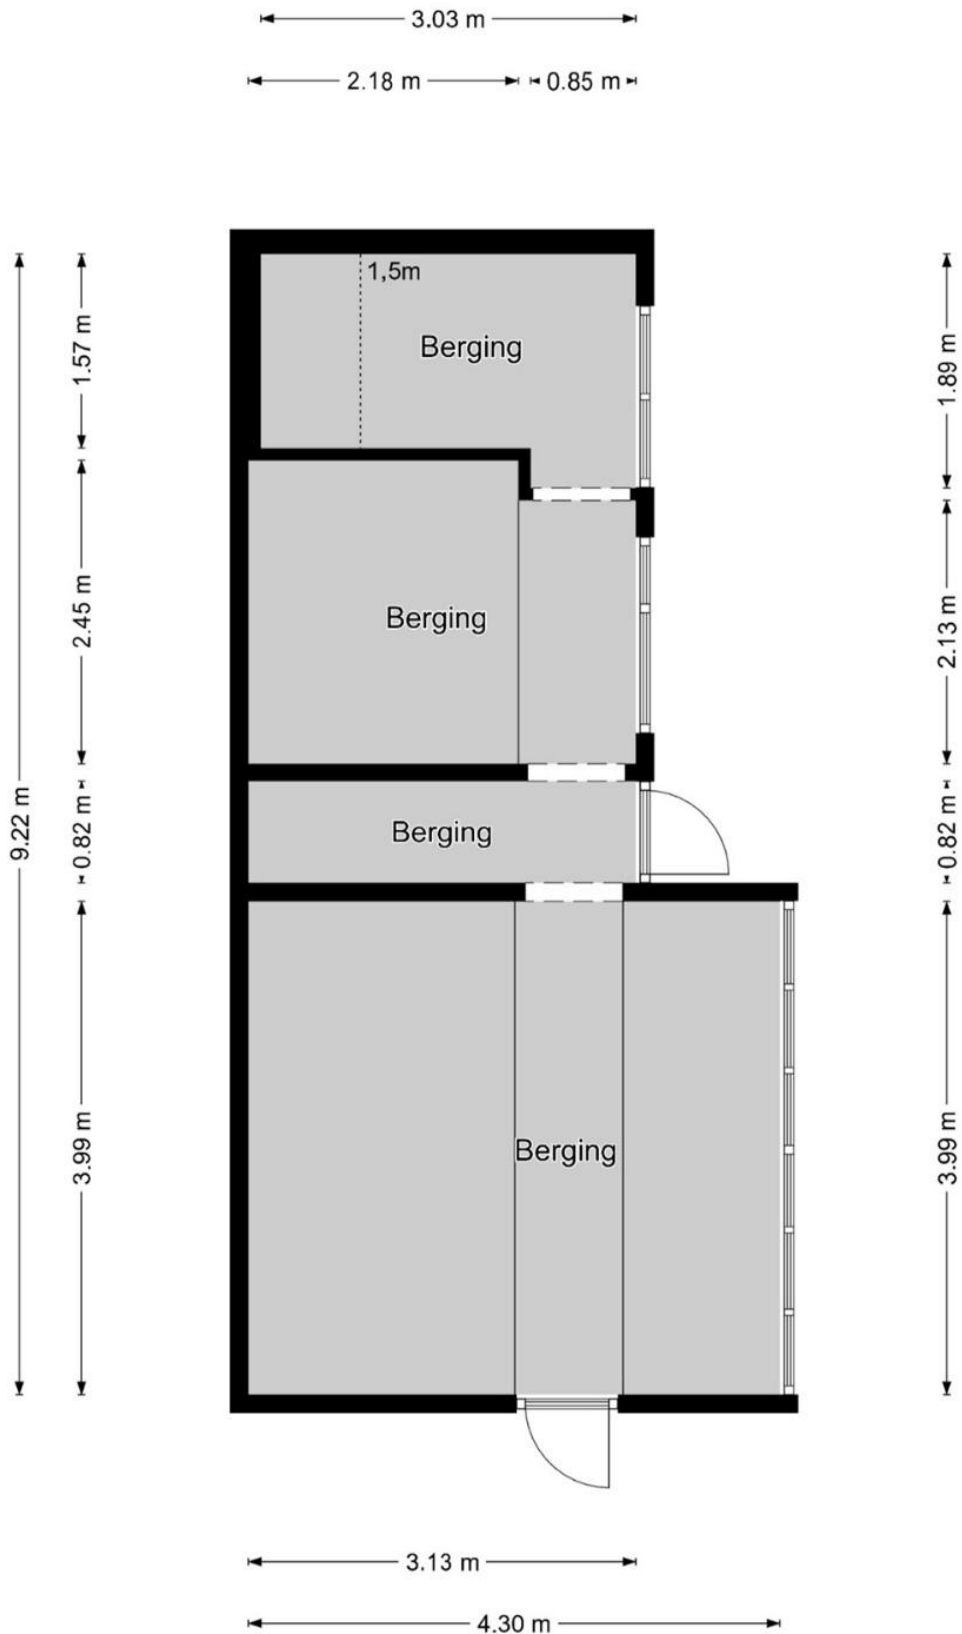 3.03 m
2.18 m
0.85 m
1,5m
Berging
1.57 m
1.89 m
Berging
2.45 m
2.13 m
9.22 m
Berging
0.82 m
0.82 m
Berging
3.99 m
3.99 m
3.13 m
4.30 m